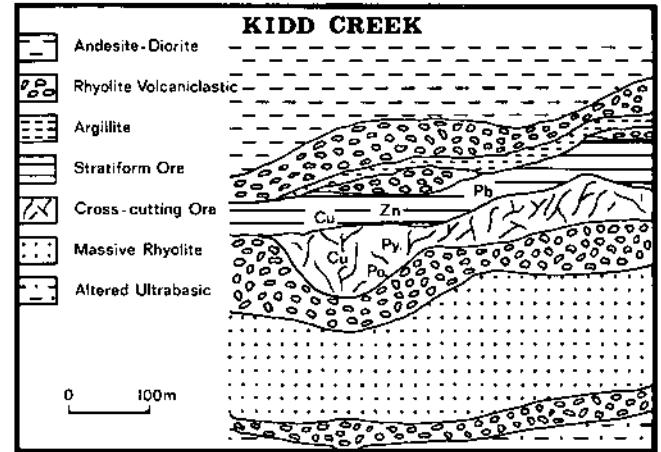 KIDD CREEK
Andesite-Diorite
Rhyolite Volcaniclastic
Argillite
Stratiform Ore
Cross-cutting Ore
Massive Rhyolite
Altered Ultrabasic
0 100m
Pb
Zn
Cu
Cu
Py.
Po.